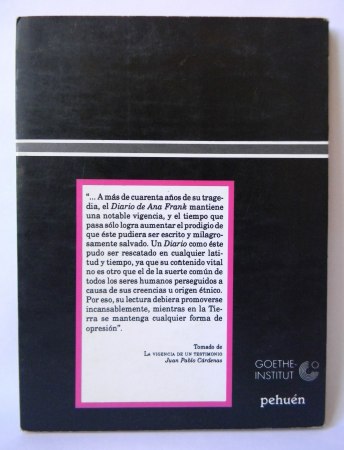 "... A más de cuarenta años de su trage-
dia, el Diario de Ana Frank mantiene
una notable vigencia, y el tiempo que
pasa sólo logra aumentar el prodigio de
que éste pudiera ser escrito y milagro-
samente salvado. Un Diario como éste
pudo ser rescatado en cualquier lati-
tud y tiempo, ya que su contenido vital
no es otro que el de la suerte común de
todos los seres humanos perseguidos a
causa de sus creencias u origen étnico.
Por eso, su lectura debiera promoverse
incansablemente, mientras en la Tie-
rra se mantenga cualquier forma de
opresión".
Tomado de
LA VIGENCIA DE UN TESTIMONIO
Juan Pablo Cárdenas
GOETHE-
INSTITUT
pehuén